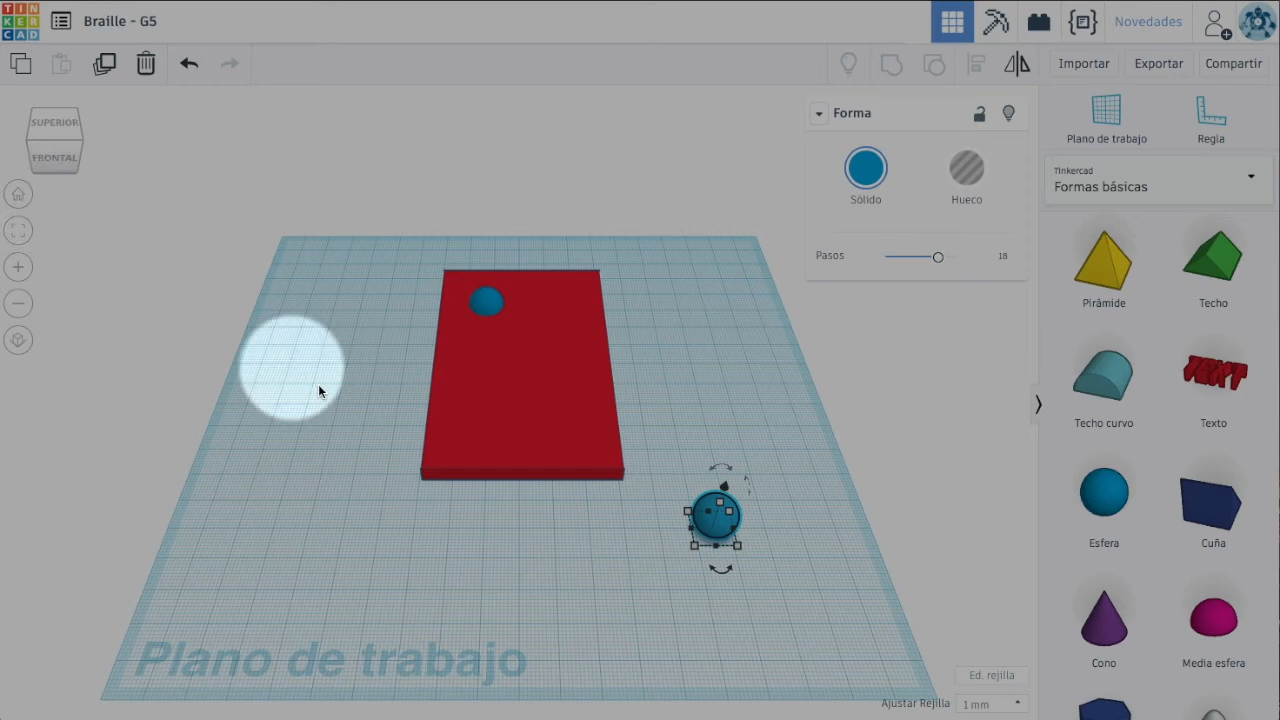 TIN
KER
CAD
Braille - G5
Novedades
Importar
Exportar
Compartir
SUPERIOR
FRONTAL
Forma
Sólido
Hueco
Pasos
18
Plano de trabajo
Regla
Tinkercad
Formas básicas
Pirámide
Techo
Techo curvo
TEXT
Texto
Esfera
Cuña
Cono
Media esfera
Plano de trabajo
Ed. rejilla
Ajustar Rejilla
1 mm